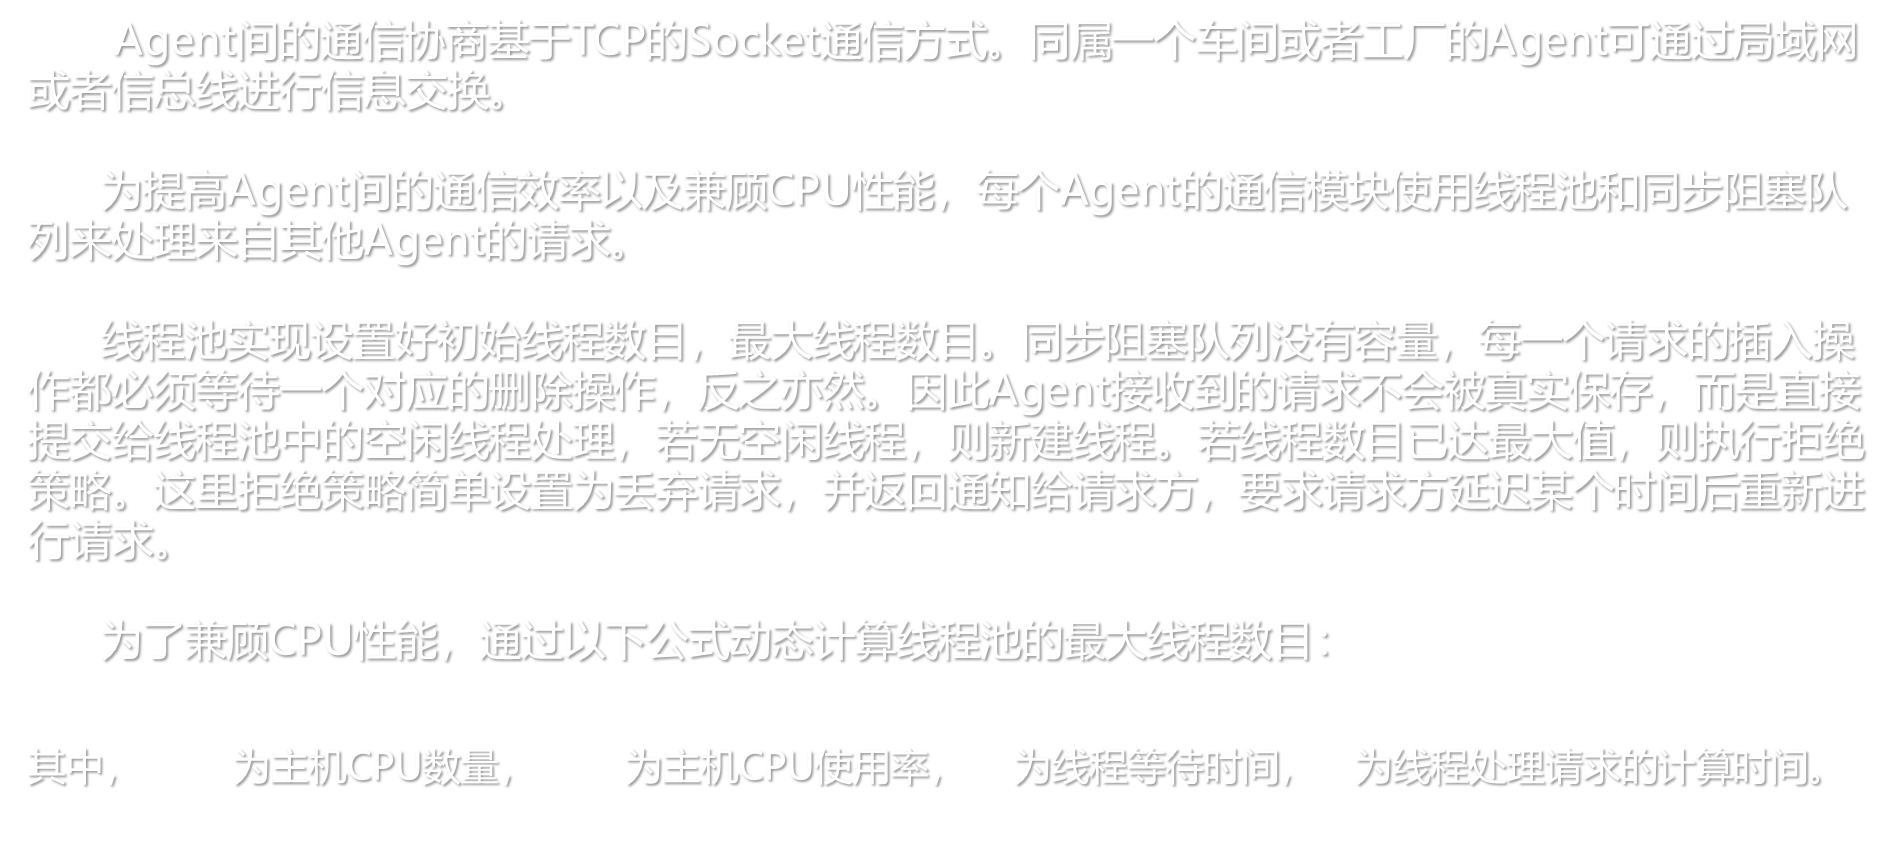 Agent间的通信协商基于TCP的Socket通信方式。同属一个车间或者工厂的Agent可通过局域网
或者信总线进行信息交换。
为提高Agent间的通信效率以及兼顾CPU性能，每个Agent的通信模块使用线程池和同步阻塞队
列来处理来自其他Agent的请求。
线程池实现设置好初始线程数目，最大线程数目。同步阻塞队列没有容量，每一个请求的插入操
作都必须等待一个对应的删除操作，反之亦然。因此Agent接收到的请求不会被真实保存，而是直接
提交给线程池中的空闲线程处理，若无空闲线程，则新建线程。若线程数目已达最大值，则执行拒绝
策略。这里拒绝策略简单设置为丢弃请求，并返回通知给请求方，要求请求方延迟某个时间后重新进
行请求。
为了兼顾CPU性能，通过以下公式动态计算线程池的最大线程数目：
其中， 为主机CPU数量， 为主机CPU使用率， 为线程等待时间， 为线程处理请求的计算时间。